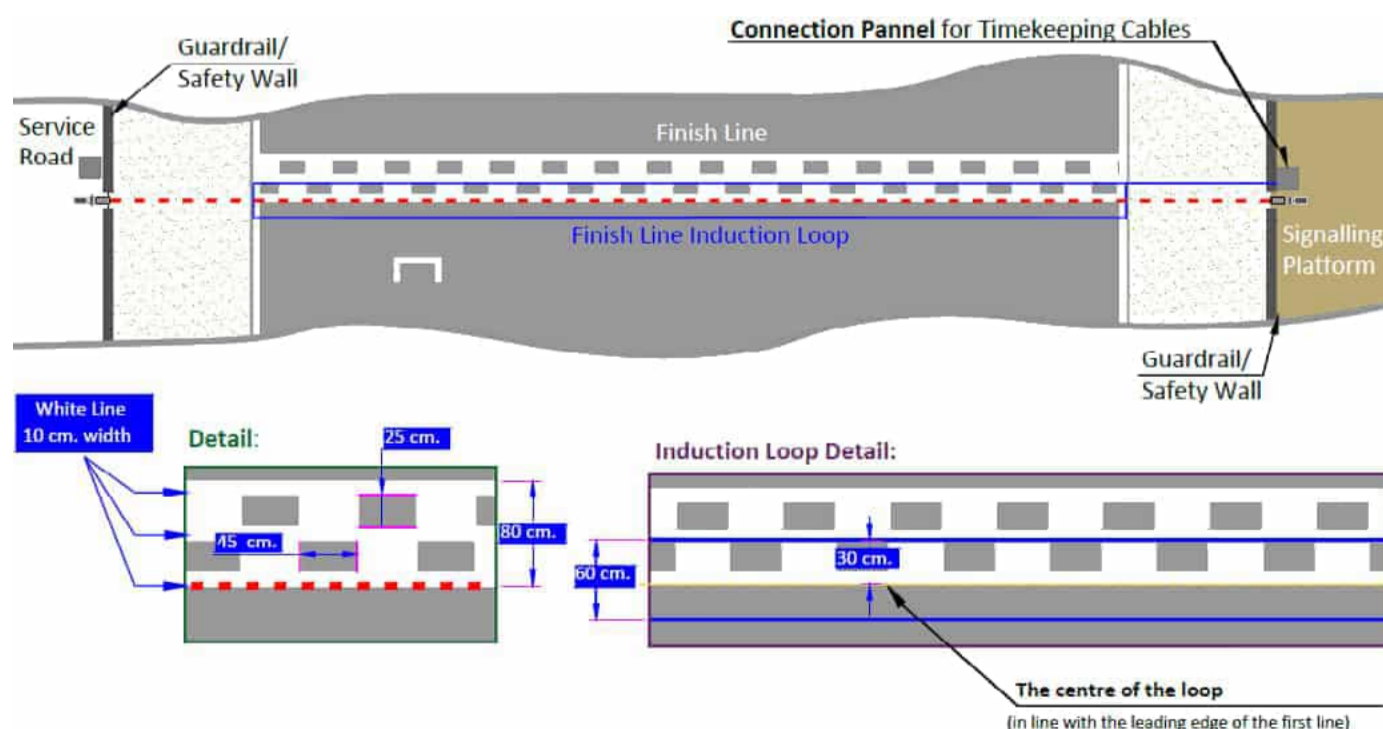 Connection Pannel for Timekeeping Cables
Guardrail/
Safety Wall
Service
Road
Finish Line
Finish Line Induction Loop
Signalling
Platform
Guardrail/
Safety Wall
White Line
10 cm. width
Detail:
25 cm.
45 cm.
80 cm.
Induction Loop Detail:
30 cm.
60 cm.
The centre of the loop
(in line with the leading edge of the first line)